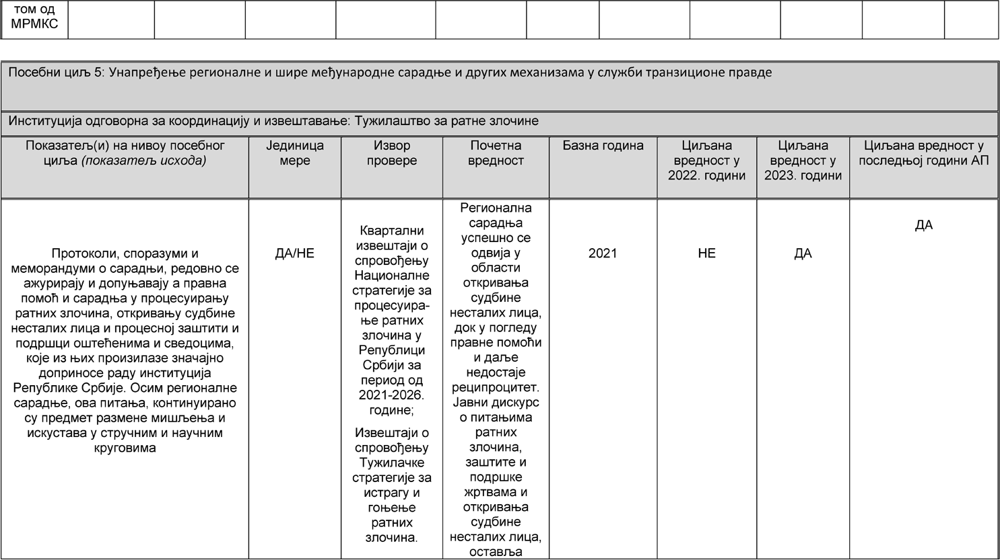 том од
МРМКС
Посебни циљ 5: Унапређење регионалне и шире међународне сарадње и других механизама у служби транзиционе правде
Институција одговорна за координацију и извештавање: Тужилаштво за ратне злочине
Показатељ(и) на нивоу посебног
циља (показатељ исхода)
Јединица
мере
Извор
провере
Почетна
вредност
Базна година
Циљана
вредност у
2022. години
Циљана
вредност у
2023. години
Циљана вредност у
последњој години АП
Протоколи, споразуми и
меморандуми о сарадњи, редовно се
ажурирају и допуњавају а правна
помоћ и сарадња у процесуирању
ратних злочина, откривању судбине
несталих лица и процесној заштити и
подршци оштећенима и сведоцима,
које из њих произилазе значајно
доприносе раду институција
Републике Србије. Осим регионалне
сарадње, ова питања, континуирано
су предмет размене мишљења и
искустава у стручним и научним
круговима
ДА/НЕ
Квартални
извештаји о
спровођењу
Националне
стратегије за
процесуира-
ње ратних
злочина у
Републици
Србији за
период од
2021-2026.
године;
Извештаји о
спровођењу
Тужилачке
стратегије за
истрагу и
гоњење
ратних
злочина.
Регионална
сарадња
успешно се
одвија у
области
откривања
судбине
несталих лица,
док у погледу
правне помоћи
и даље
недостаје
реципроцитет.
Јавни дискурс
о питањима
ратних
злочина,
заштите и
подршке
жртвама и
откривања
судбине
несталих лица,
оставља
2021
НЕ
ДА
ДА